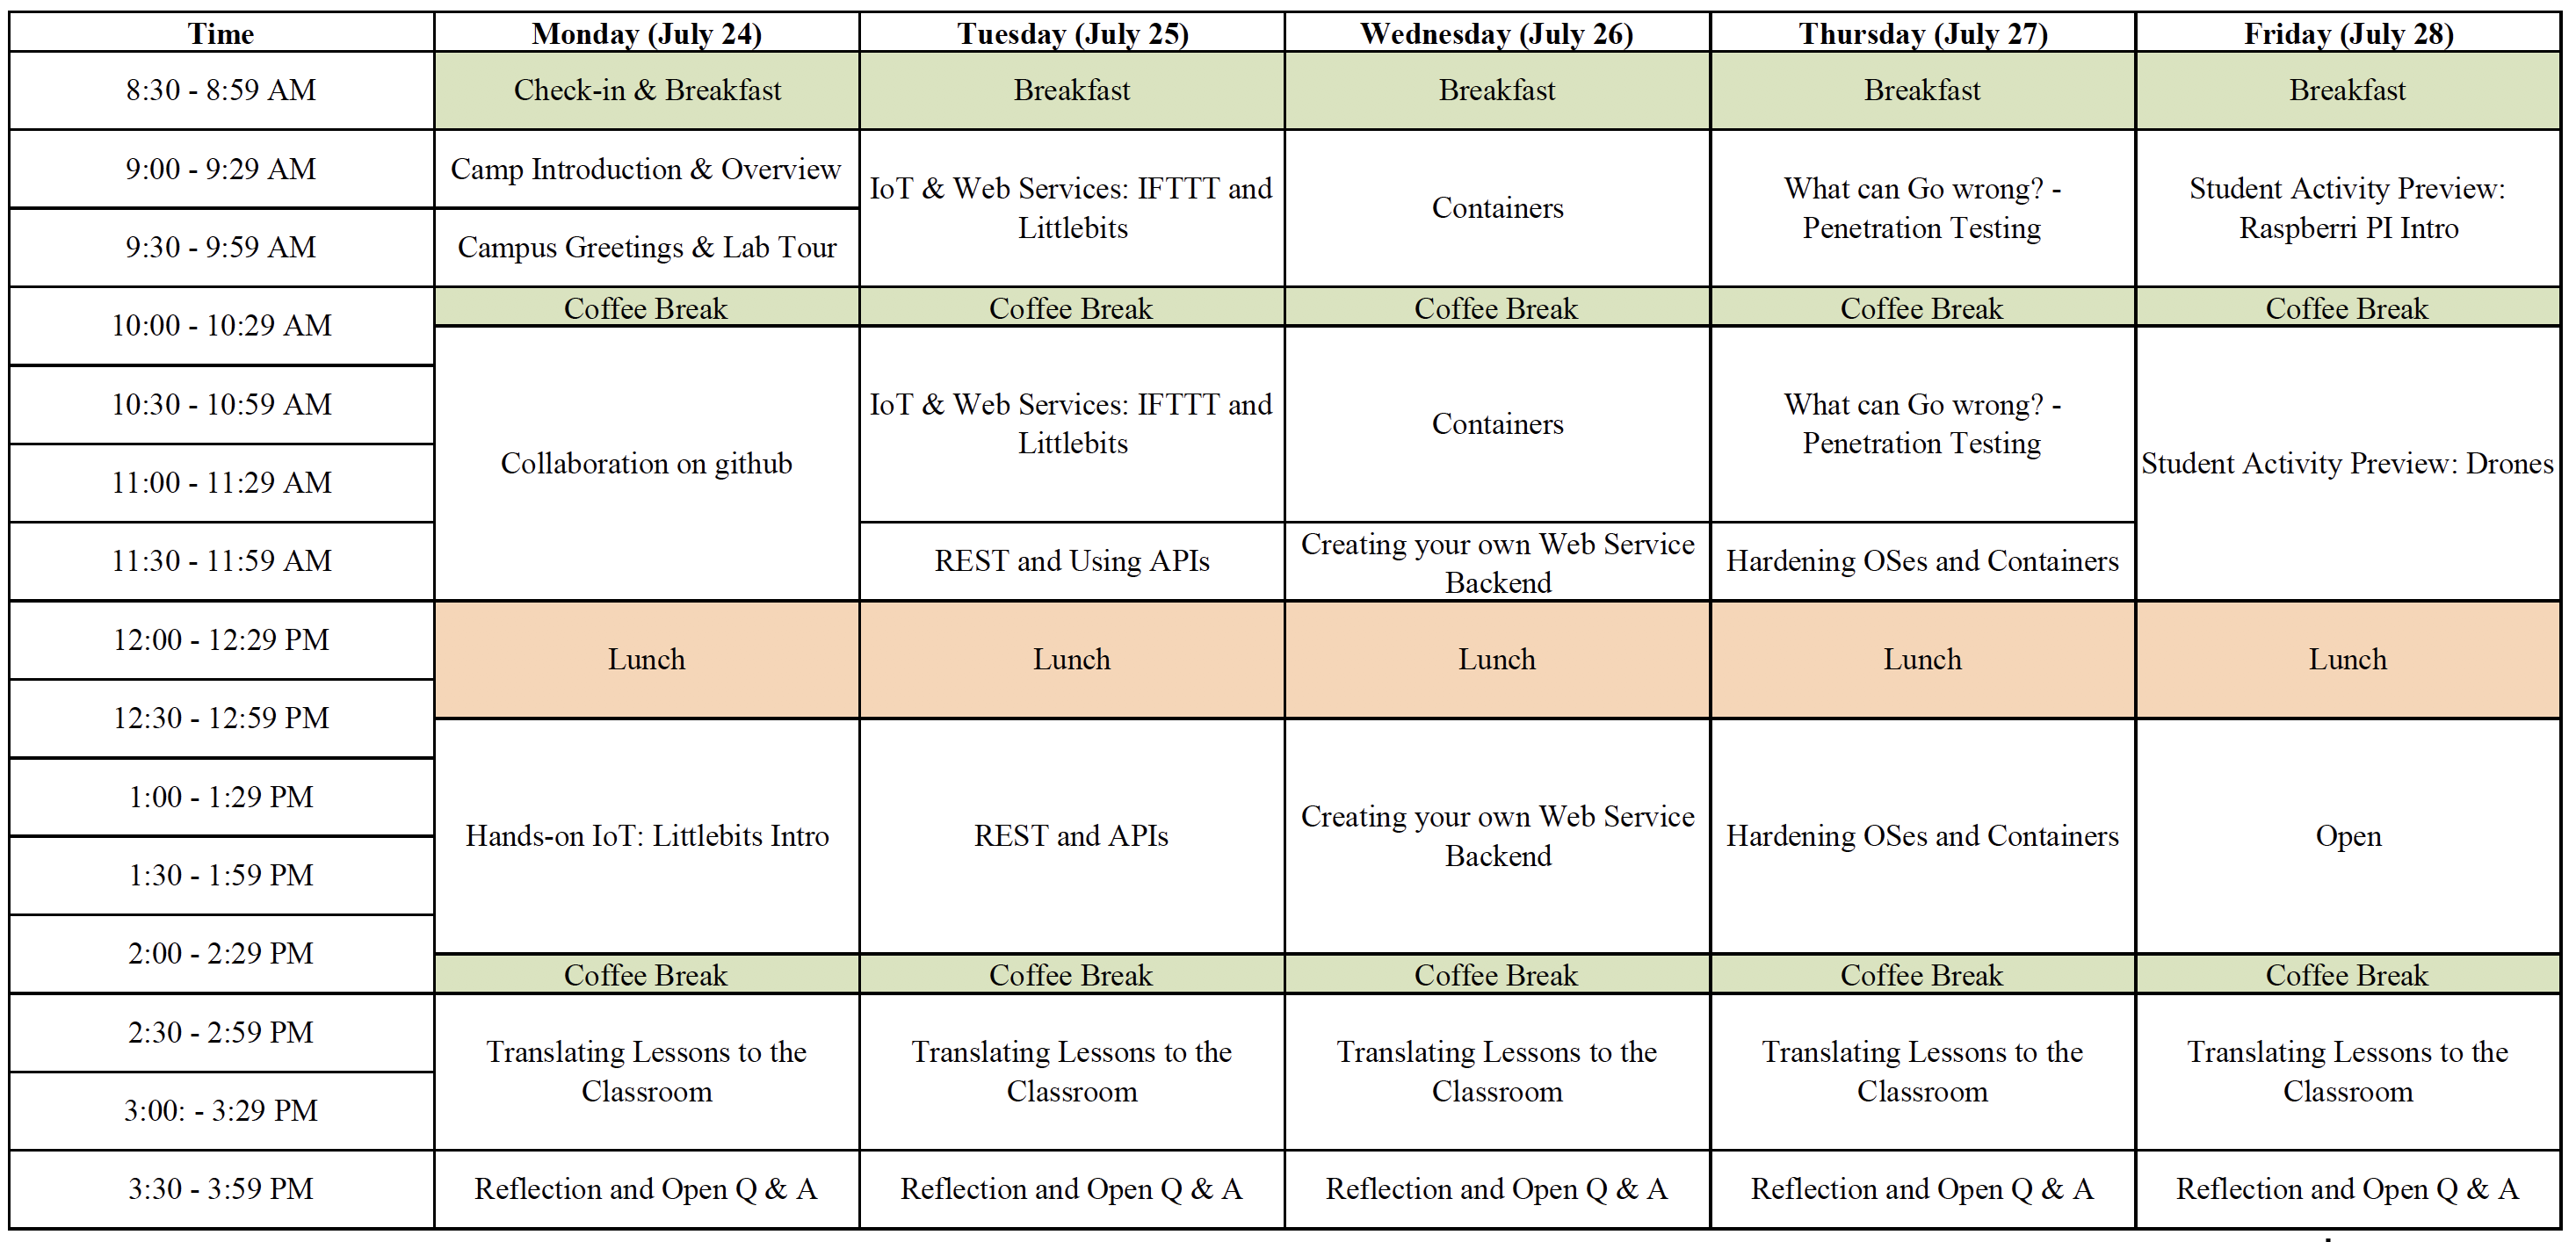 Time Monday (July 24) Tuesday (July 25) Wednesday (July 26) Thursday (July 27) Friday (July 28)
8:30 - 8:59 AM Check-in & Breakfast Breakfast Breakfast Breakfast Breakfast
9:00 - 9:29 AM Camp Introduction & Overview
IoT & Web Services: IFTTT and
Littlebits
Containers
What can Go wrong? -
Penetration Testing
Student Activity Preview:
Raspberri PI Intro
9:30 - 9:59 AM Campus Greetings & Lab Tour
10:00 - 10:29 AM Coffee Break Coffee Break Coffee Break Coffee Break Coffee Break
10:30 - 10:59 AM
11:00 - 11:29 AM
Collaboration on github
IoT & Web Services: IFTTT and
Littlebits
Containers
What can Go wrong? -
Penetration Testing
Student Activity Preview: Drones
11:30 - 11:59 AM
REST and Using APIs
Creating your own Web Service
Backend
Hardening OSes and Containers
12:00 - 12:29 PM
Lunch Lunch Lunch Lunch Lunch
12:30 - 12:59 PM
1:00 - 1:29 PM
1:30 - 1:59 PM
Hands-on IoT: Littlebits Intro
REST and APIs
Creating your own Web Service
Backend
Hardening OSes and Containers
Open
2:00 - 2:29 PM
Coffee Break Coffee Break Coffee Break Coffee Break Coffee Break
2:30 - 2:59 PM
3:00: - 3:29 PM
Translating Lessons to the
Classroom
Translating Lessons to the
Classroom
Translating Lessons to the
Classroom
Translating Lessons to the
Classroom
Translating Lessons to the
Classroom
3:30 - 3:59 PM Reflection and Open Q & A Reflection and Open Q & A Reflection and Open Q & A Reflection and Open Q & A Reflection and Open Q & A